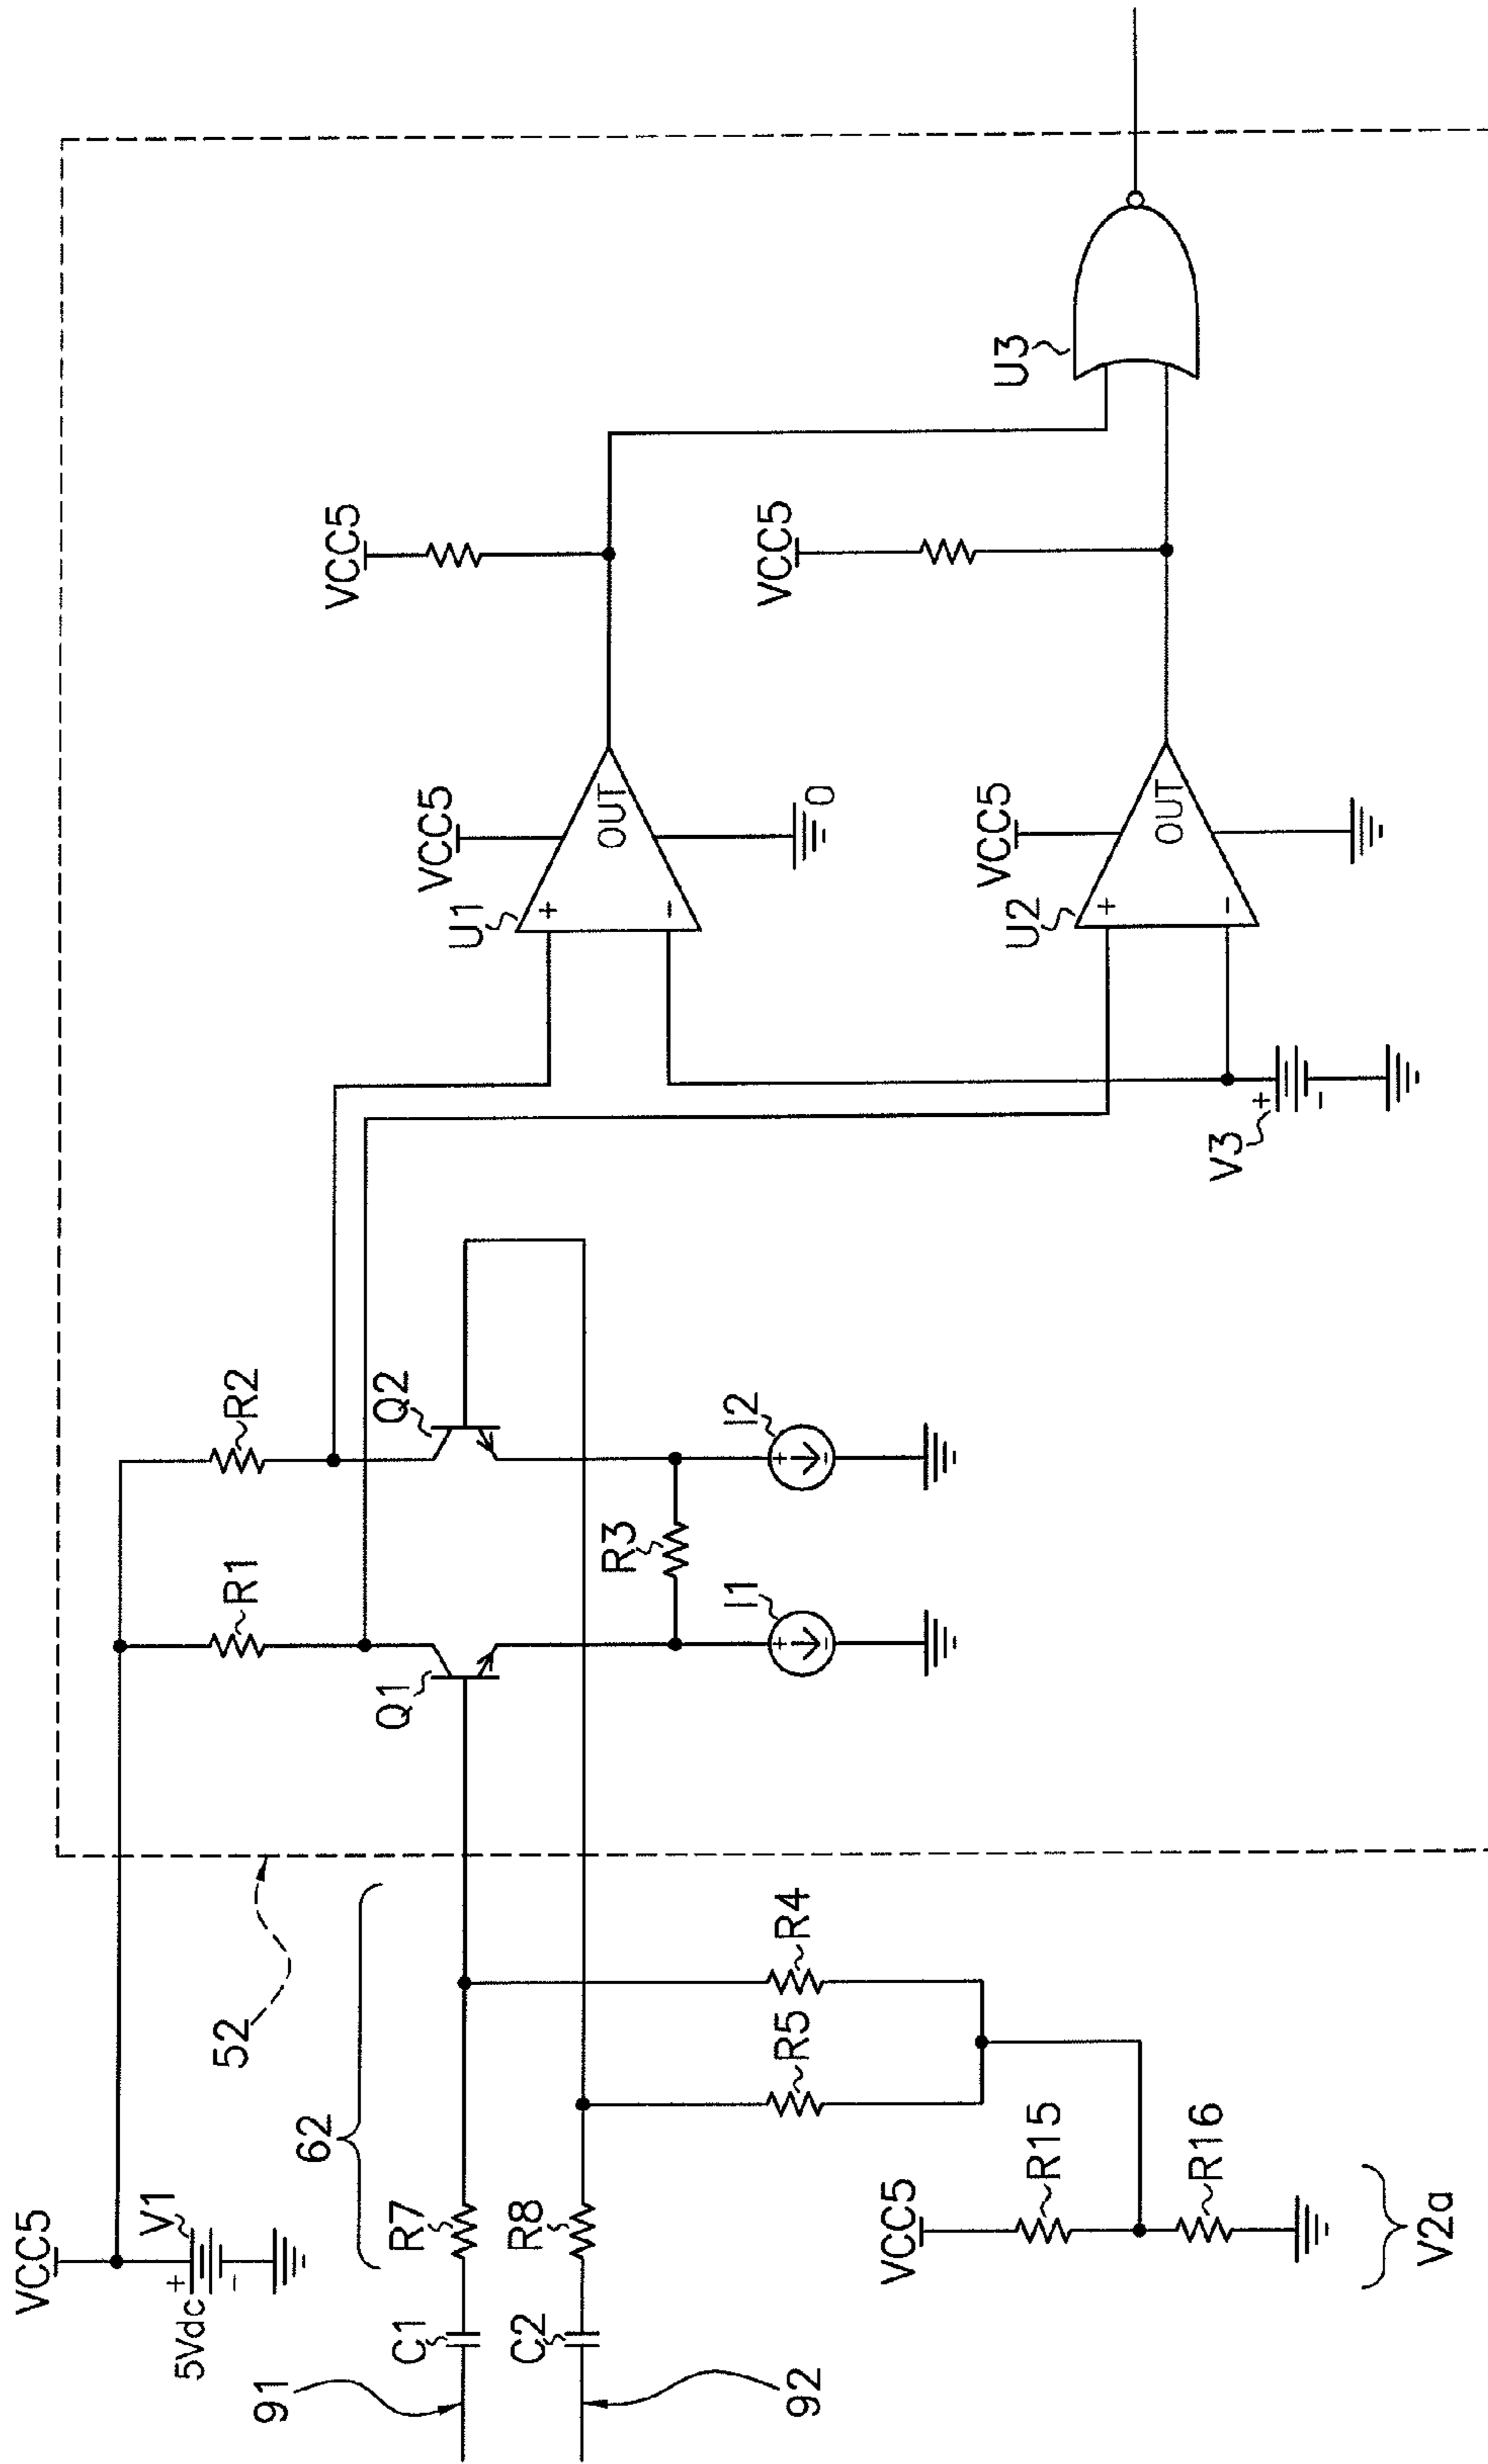 VCC5
5Vdc
+
V1
-
52
R1
R2
62
VCC5
VCC5
91
C1
R7
Q1
Q2
VCC5
U1
+
OUT
-
O
C2
R8
R3
I1
+
-
I2
+
-
92
R5
R4
VCC5
U2
+
OUT
-
U3
V3
+
-
VCC5
R15
R16
V2a